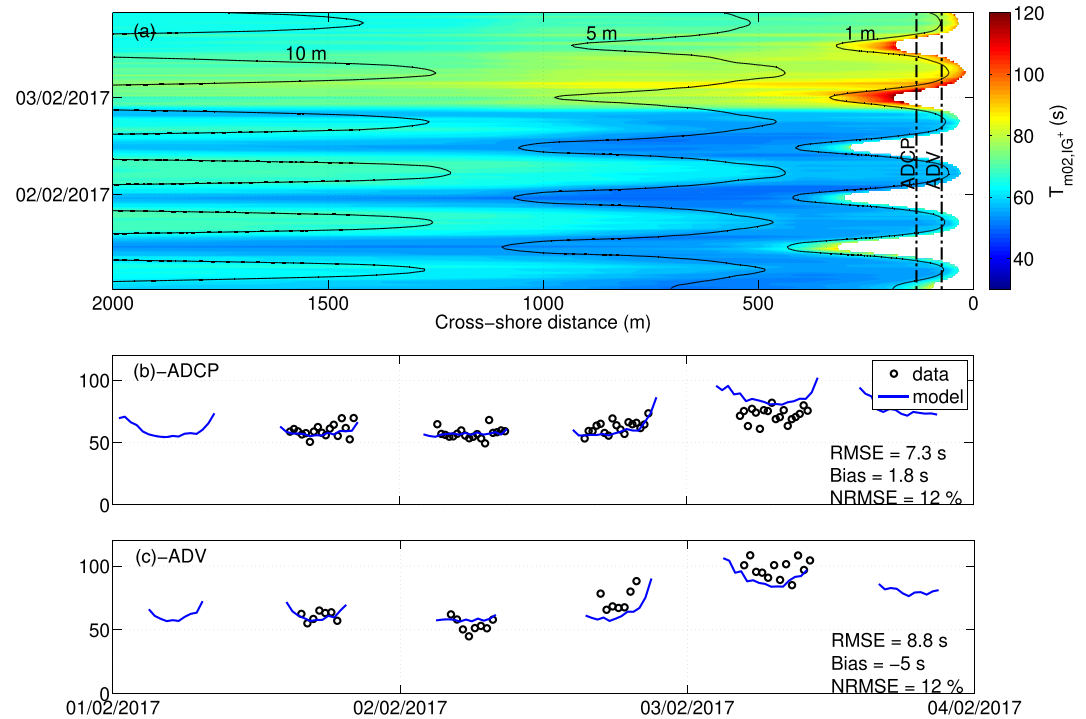 (a)
10 m
5 m
1 m
ADCP
ADV
03/02/2017
02/02/2017
2000
1500
1000
500
0
Cross-shore distance (m)
120
100
80
60
40
Tm02,IG+ (s)
(b)-ADCP
100
50
0
data
model
RMSE = 7.3 s
Bias = 1.8 s
NRMSE = 12 %
(c)-ADV
100
50
0
RMSE = 8.8 s
Bias = −5 s
NRMSE = 12 %
01/02/2017
02/02/2017
03/02/2017
04/02/2017